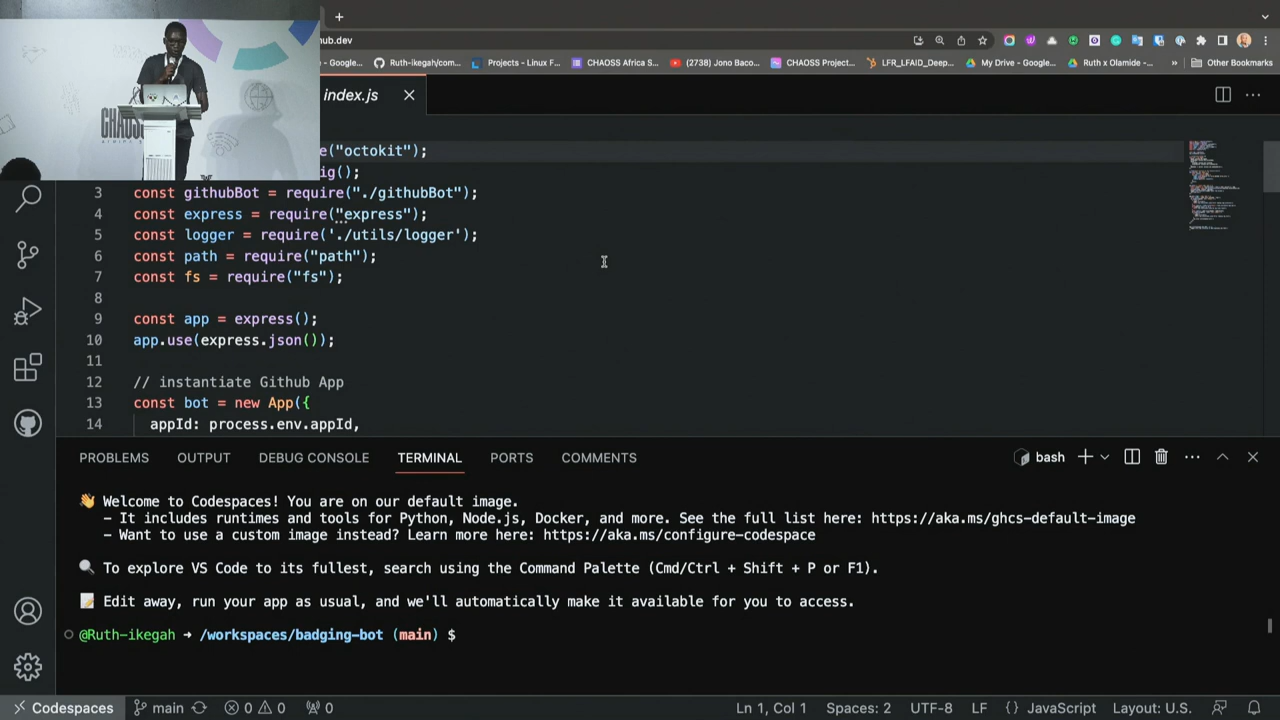 +
hub.dev
- Google...
Ruth-ikegah/com...
Projects - Linux F...
CHAOSS Africa S...
(2738) Jono Baco...
CHAOSS Project...
LFR_LFAID_Deep...
My Drive - Google...
Ruth x Olamide -...
»
Other Bookmarks
index.js
CHAOSS
e("octokit");
ig();
3 const githubBot = require("./githubBot");
4 const express = require("express");
5 const logger = require('./utils/logger');
6 const path = require("path");
7 const fs = require("fs");
8
9 const app = express();
10 app.use(express.json());
11
12 // instantiate Github App
13 const bot = new App({
14 appId: process.env.appId,
PROBLEMS OUTPUT DEBUG CONSOLE TERMINAL PORTS COMMENTS
bash
👋 Welcome to Codespaces! You are on our default image.
- It includes runtimes and tools for Python, Node.js, Docker, and more. See the full list here: https://aka.ms/ghcs-default-image
- Want to use a custom image instead? Learn more here: https://aka.ms/configure-codespace
🔍 To explore VS Code to its fullest, search using the Command Palette (Cmd/Ctrl + Shift + P or F1).
📝 Edit away, run your app as usual, and we'll automatically make it available for you to access.
@Ruth-ikegah → /workspaces/badging-bot (main) $
Codespaces main 0 0 0 Ln 1, Col 1 Spaces: 2 UTF-8 LF {} JavaScript Layout: U.S.